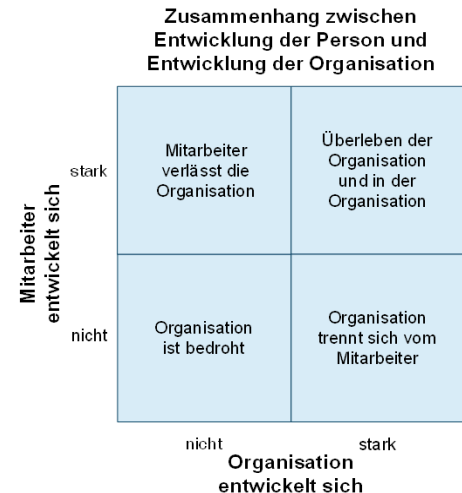 Zusammenhang zwischen
Entwicklung der Person und
Entwicklung der Organisation
Mitarbeiter
entwickelt sich
stark
Mitarbeiter
verlässt die
Organisation
Überleben der
Organisation
und in der
Organisation
nicht
Organisation
ist bedroht
Organisation
trennt sich vom
Mitarbeiter
nicht
stark
Organisation
entwickelt sich